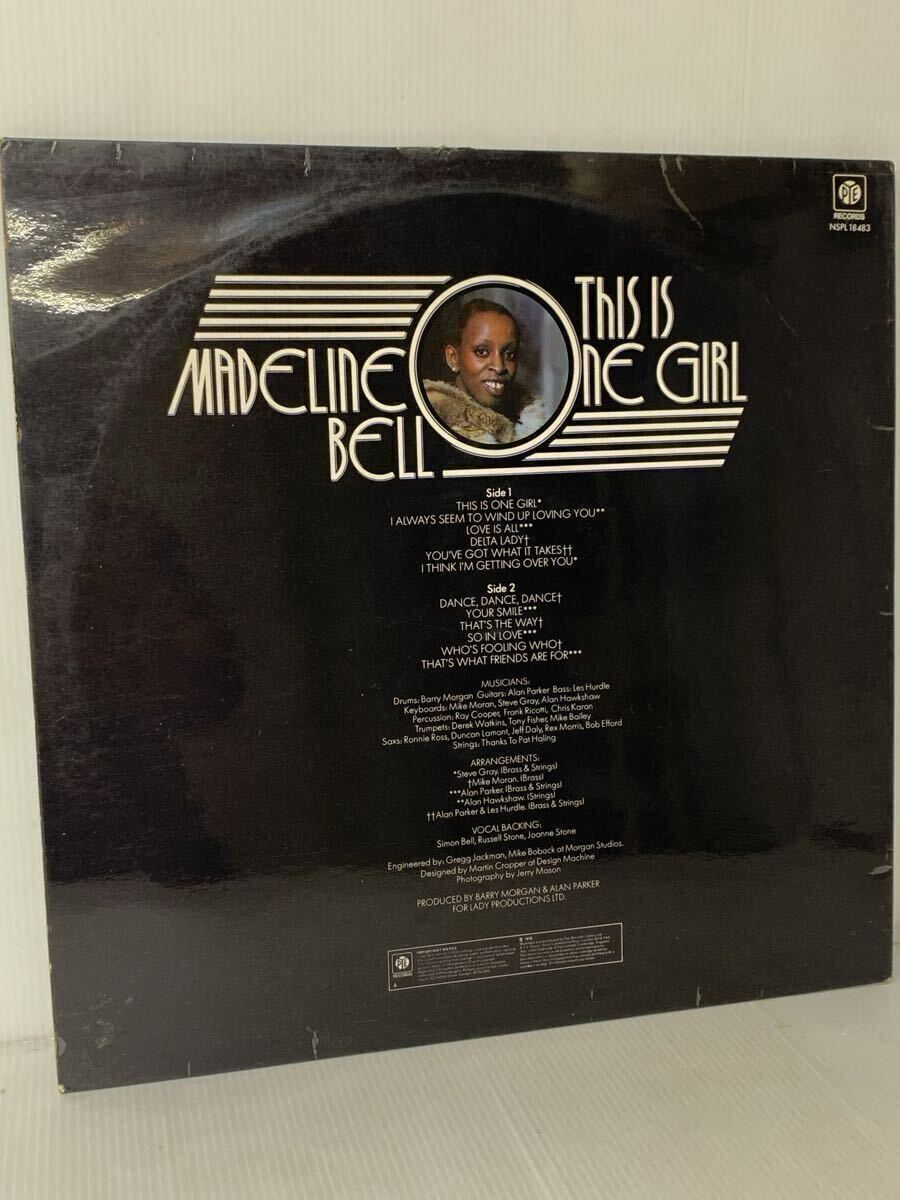 PYE
RECORDS
NSPL 18483
MADELINE BELL
THIS IS ONE GIRL
Side 1
THIS IS ONE GIRL*
I ALWAYS SEEM TO WIND UP LOVING YOU**
LOVE IS ALL***
DELTA LADY†
YOU'VE GOT WHAT IT TAKES††
I THINK I'M GETTING OVER YOU*
Side 2
DANCE, DANCE, DANCE†
YOUR SMILE***
THAT'S THE WAY†
SO IN LOVE***
WHO'S FOOLING WHO†
THAT'S WHAT FRIENDS ARE FOR***
MUSICIANS:
Drums: Barry Morgan Guitars: Alan Parker Bass: Les Hurdle
Keyboards: Mike Moran, Steve Gray, Alan Hawkshaw
Percussion: Ray Cooper, Frank Ricotti, Chris Karan
Trumpets: Derek Watkins, Tony Fisher, Mike Bailey
Saxs: Ronnie Ross, Duncan Lamont, Jeff Daly, Rex Morris, Bob Efford
Strings: Thanks To Pat Haling
ARRANGEMENTS:
*Steve Gray. (Brass & Strings)
†Mike Moran. (Brass)
***Alan Parker. (Brass & Strings)
**Alan Hawkshaw. (Strings)
††Alan Parker & Les Hurdle. (Brass & Strings)
VOCAL BACKING:
Simon Bell, Russell Stone, Joanne Stone
Engineered by: Gregg Jackman, Mike Boback at Morgan Studios.
Designed by Martin Cropper at Design Machine
Photography by Jerry Mason
PRODUCED BY BARRY MORGAN & ALAN PARKER
FOR LADY PRODUCTIONS LTD.
PYE
RECORDS
A
IMPORTANT NOTICE
℗ 1976